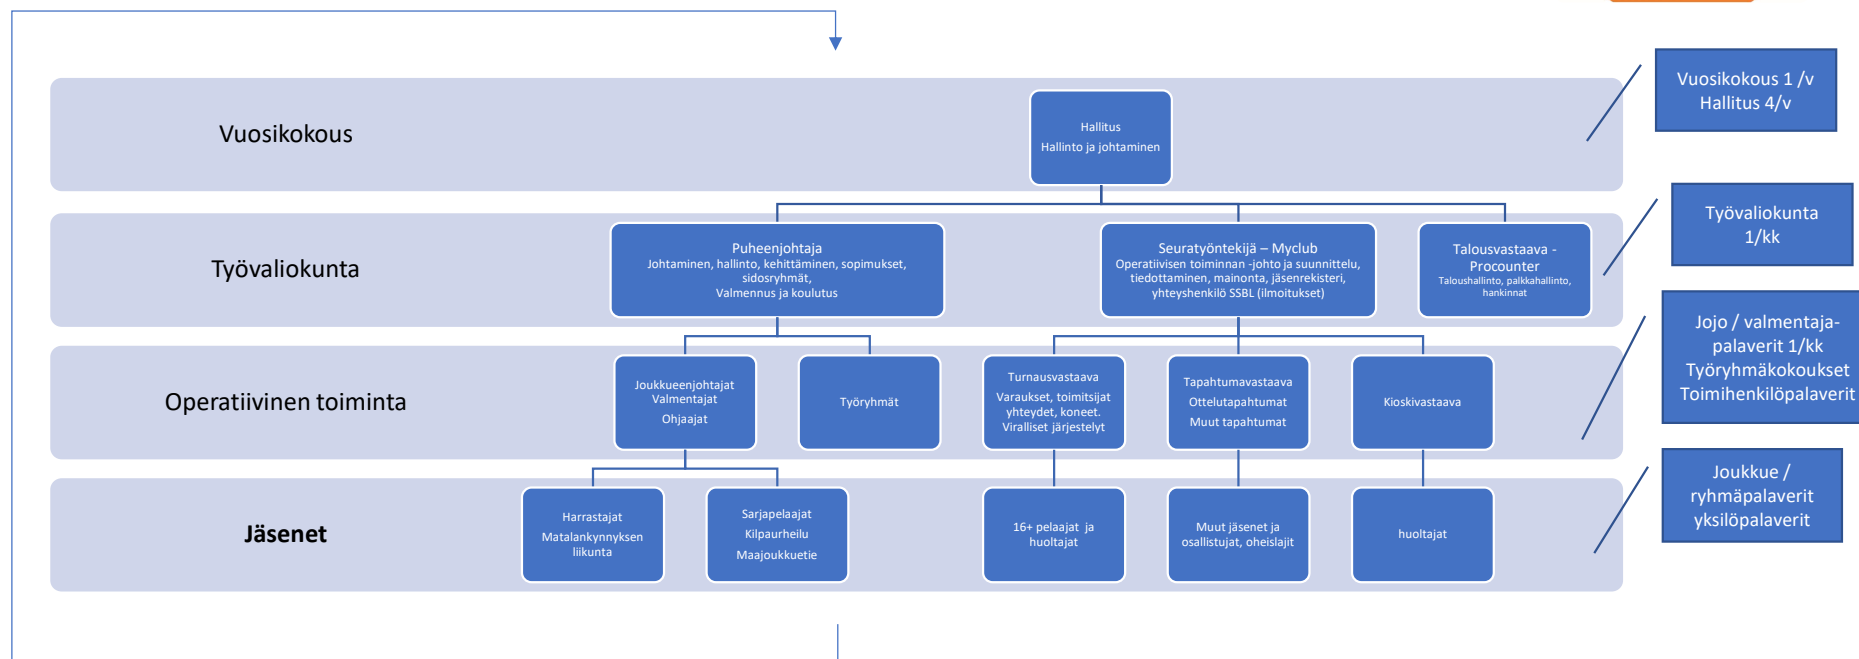 Vuosikokous
Hallitus
Hallinto ja johtaminen
Vuosikokous 1 /v
Hallitus 4/v
Työvaliokunta
Puheenjohtaja
Johtaminen, hallinto, kehittäminen, sopimukset,
sidosryhmät,
Valmennus ja koulutus
Seuratyöntekijä – Myclub
Operatiivisen toiminnan -johto ja suunnittelu,
tiedottaminen, mainonta, jäsenrekisteri,
yhteyshenkilö SSBL (ilmoitukset)
Talousvastaava -
Procounter
Taloushallinto, palkkahallinto,
hankinnat
Työvaliokunta
1/kk
Operatiivinen toiminta
Joukkueenjohtajat
Valmentajat
Ohjaajat
Työryhmät
Turnausvastaava
Varaukset, toimitsijat
yhteydet, koneet.
Viralliset järjestelyt
Tapahtumavastaava
Ottelutapahtumat
Muut tapahtumat
Kioskivastaava
Jojo / valmentaja-
palaverit 1/kk
Työryhmäkokoukset
Toimihenkilöpalaverit
Jäsenet
Harrastajat
Matalankynnyksen
liikunta
Sarjapelaajat
Kilpaurheilu
Maajoukkuetie
16+ pelaajat ja
huoltajat
Muut jäsenet ja
osallistujat, oheislajit
huoltajat
Joukkue /
ryhmäpalaverit
yksilöpalaverit